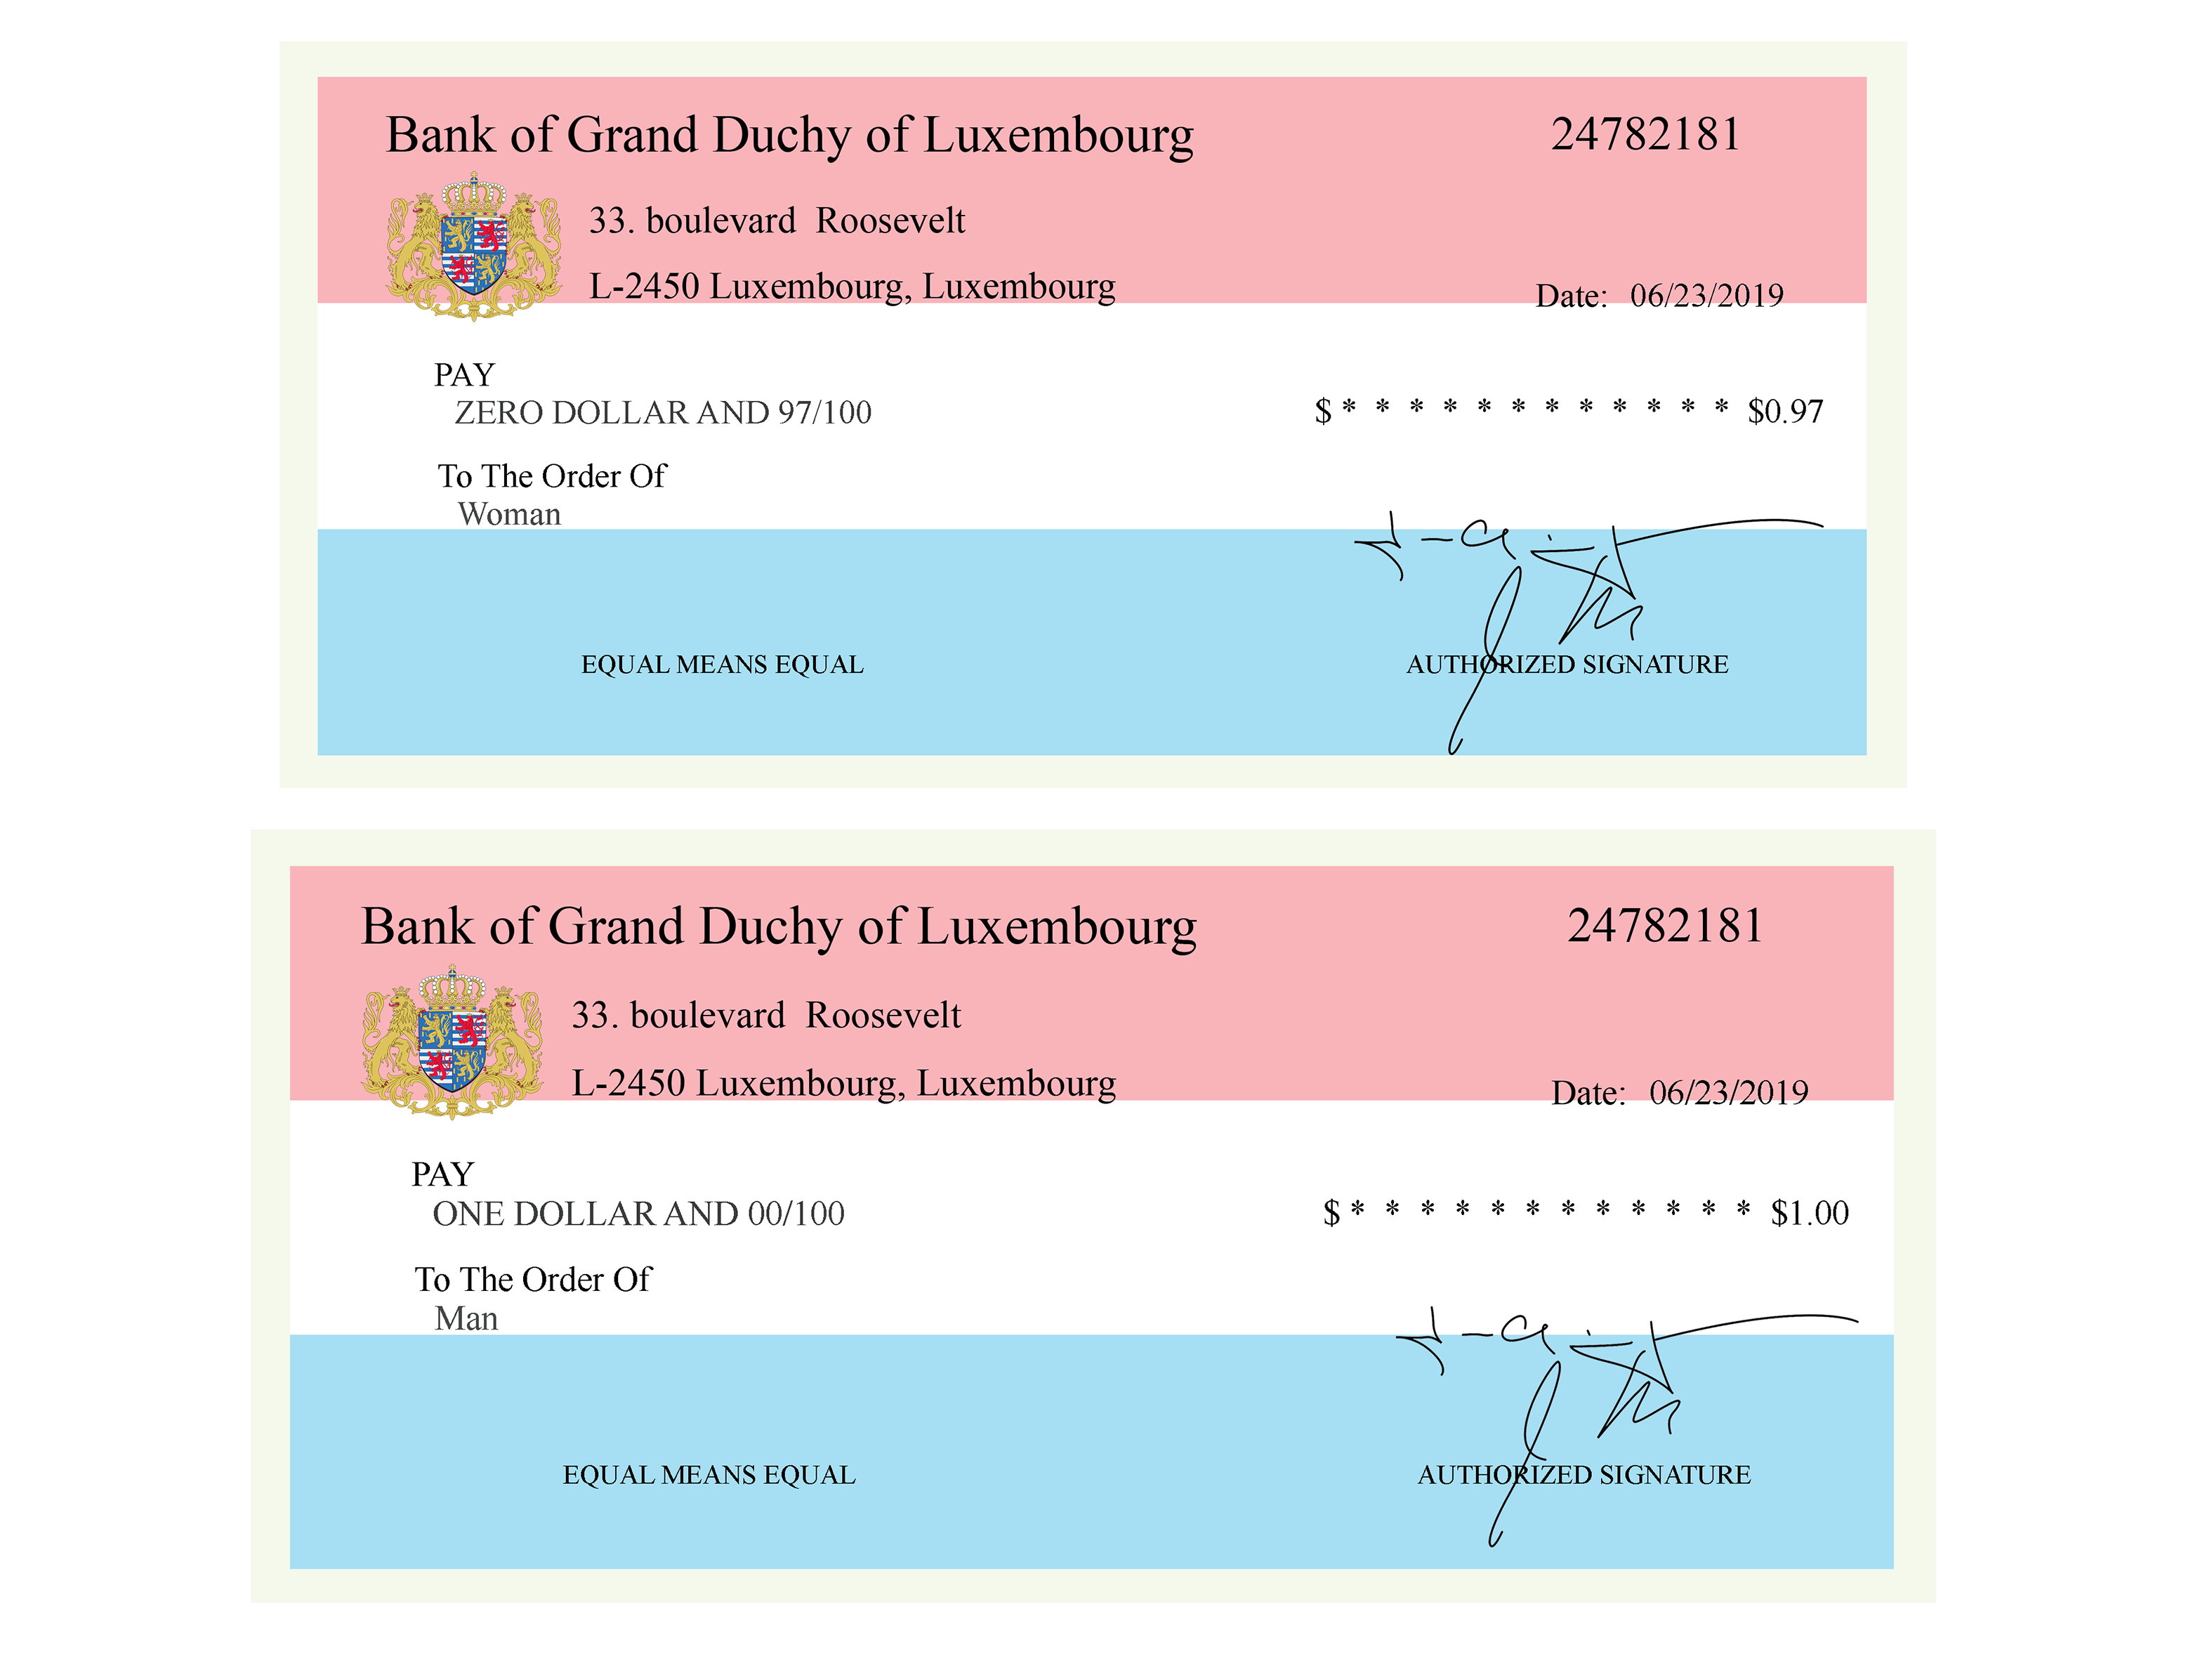 Bank of Grand Duchy of Luxembourg 24782181
33. boulevard Roosevelt
L-2450 Luxembourg, Luxembourg
Date: 06/23/2019
PAY
ZERO DOLLAR AND 97/100 $ * * * * * * * * * * * * $0.97
To The Order Of
Woman
EQUAL MEANS EQUAL AUTHORIZED SIGNATURE
Bank of Grand Duchy of Luxembourg 24782181
33. boulevard Roosevelt
L-2450 Luxembourg, Luxembourg
Date: 06/23/2019
PAY
ONE DOLLAR AND 00/100 $ * * * * * * * * * * * * $1.00
To The Order Of
Man
EQUAL MEANS EQUAL AUTHORIZED SIGNATURE